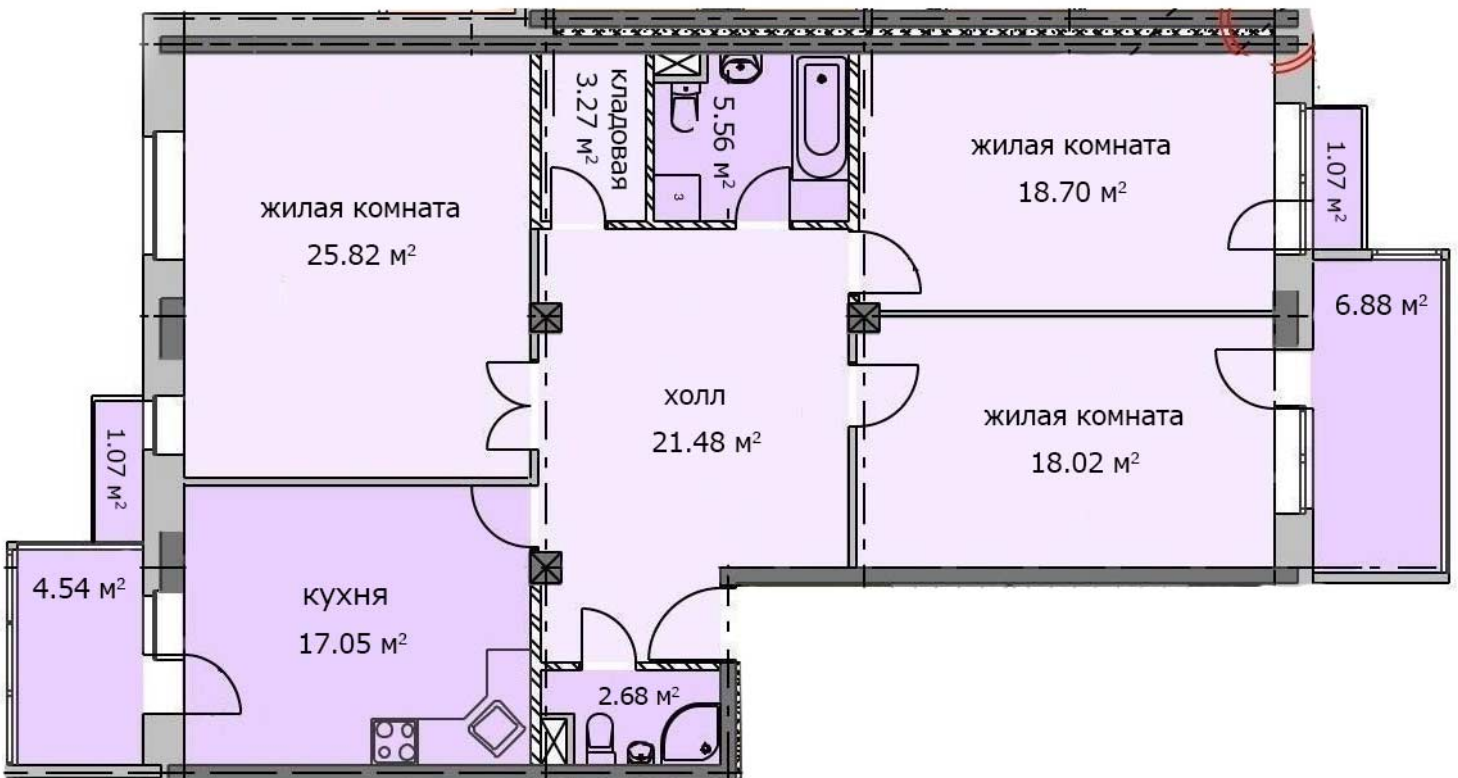 кладовая
3.27 м²
5.56 м²
3
жилая комната
25.82 м²
жилая комната
18.70 м²
1.07 м²
6.88 м²
холл
21.48 м²
жилая комната
18.02 м²
1.07 м²
4.54 м²
кухня
17.05 м²
2.68 м²